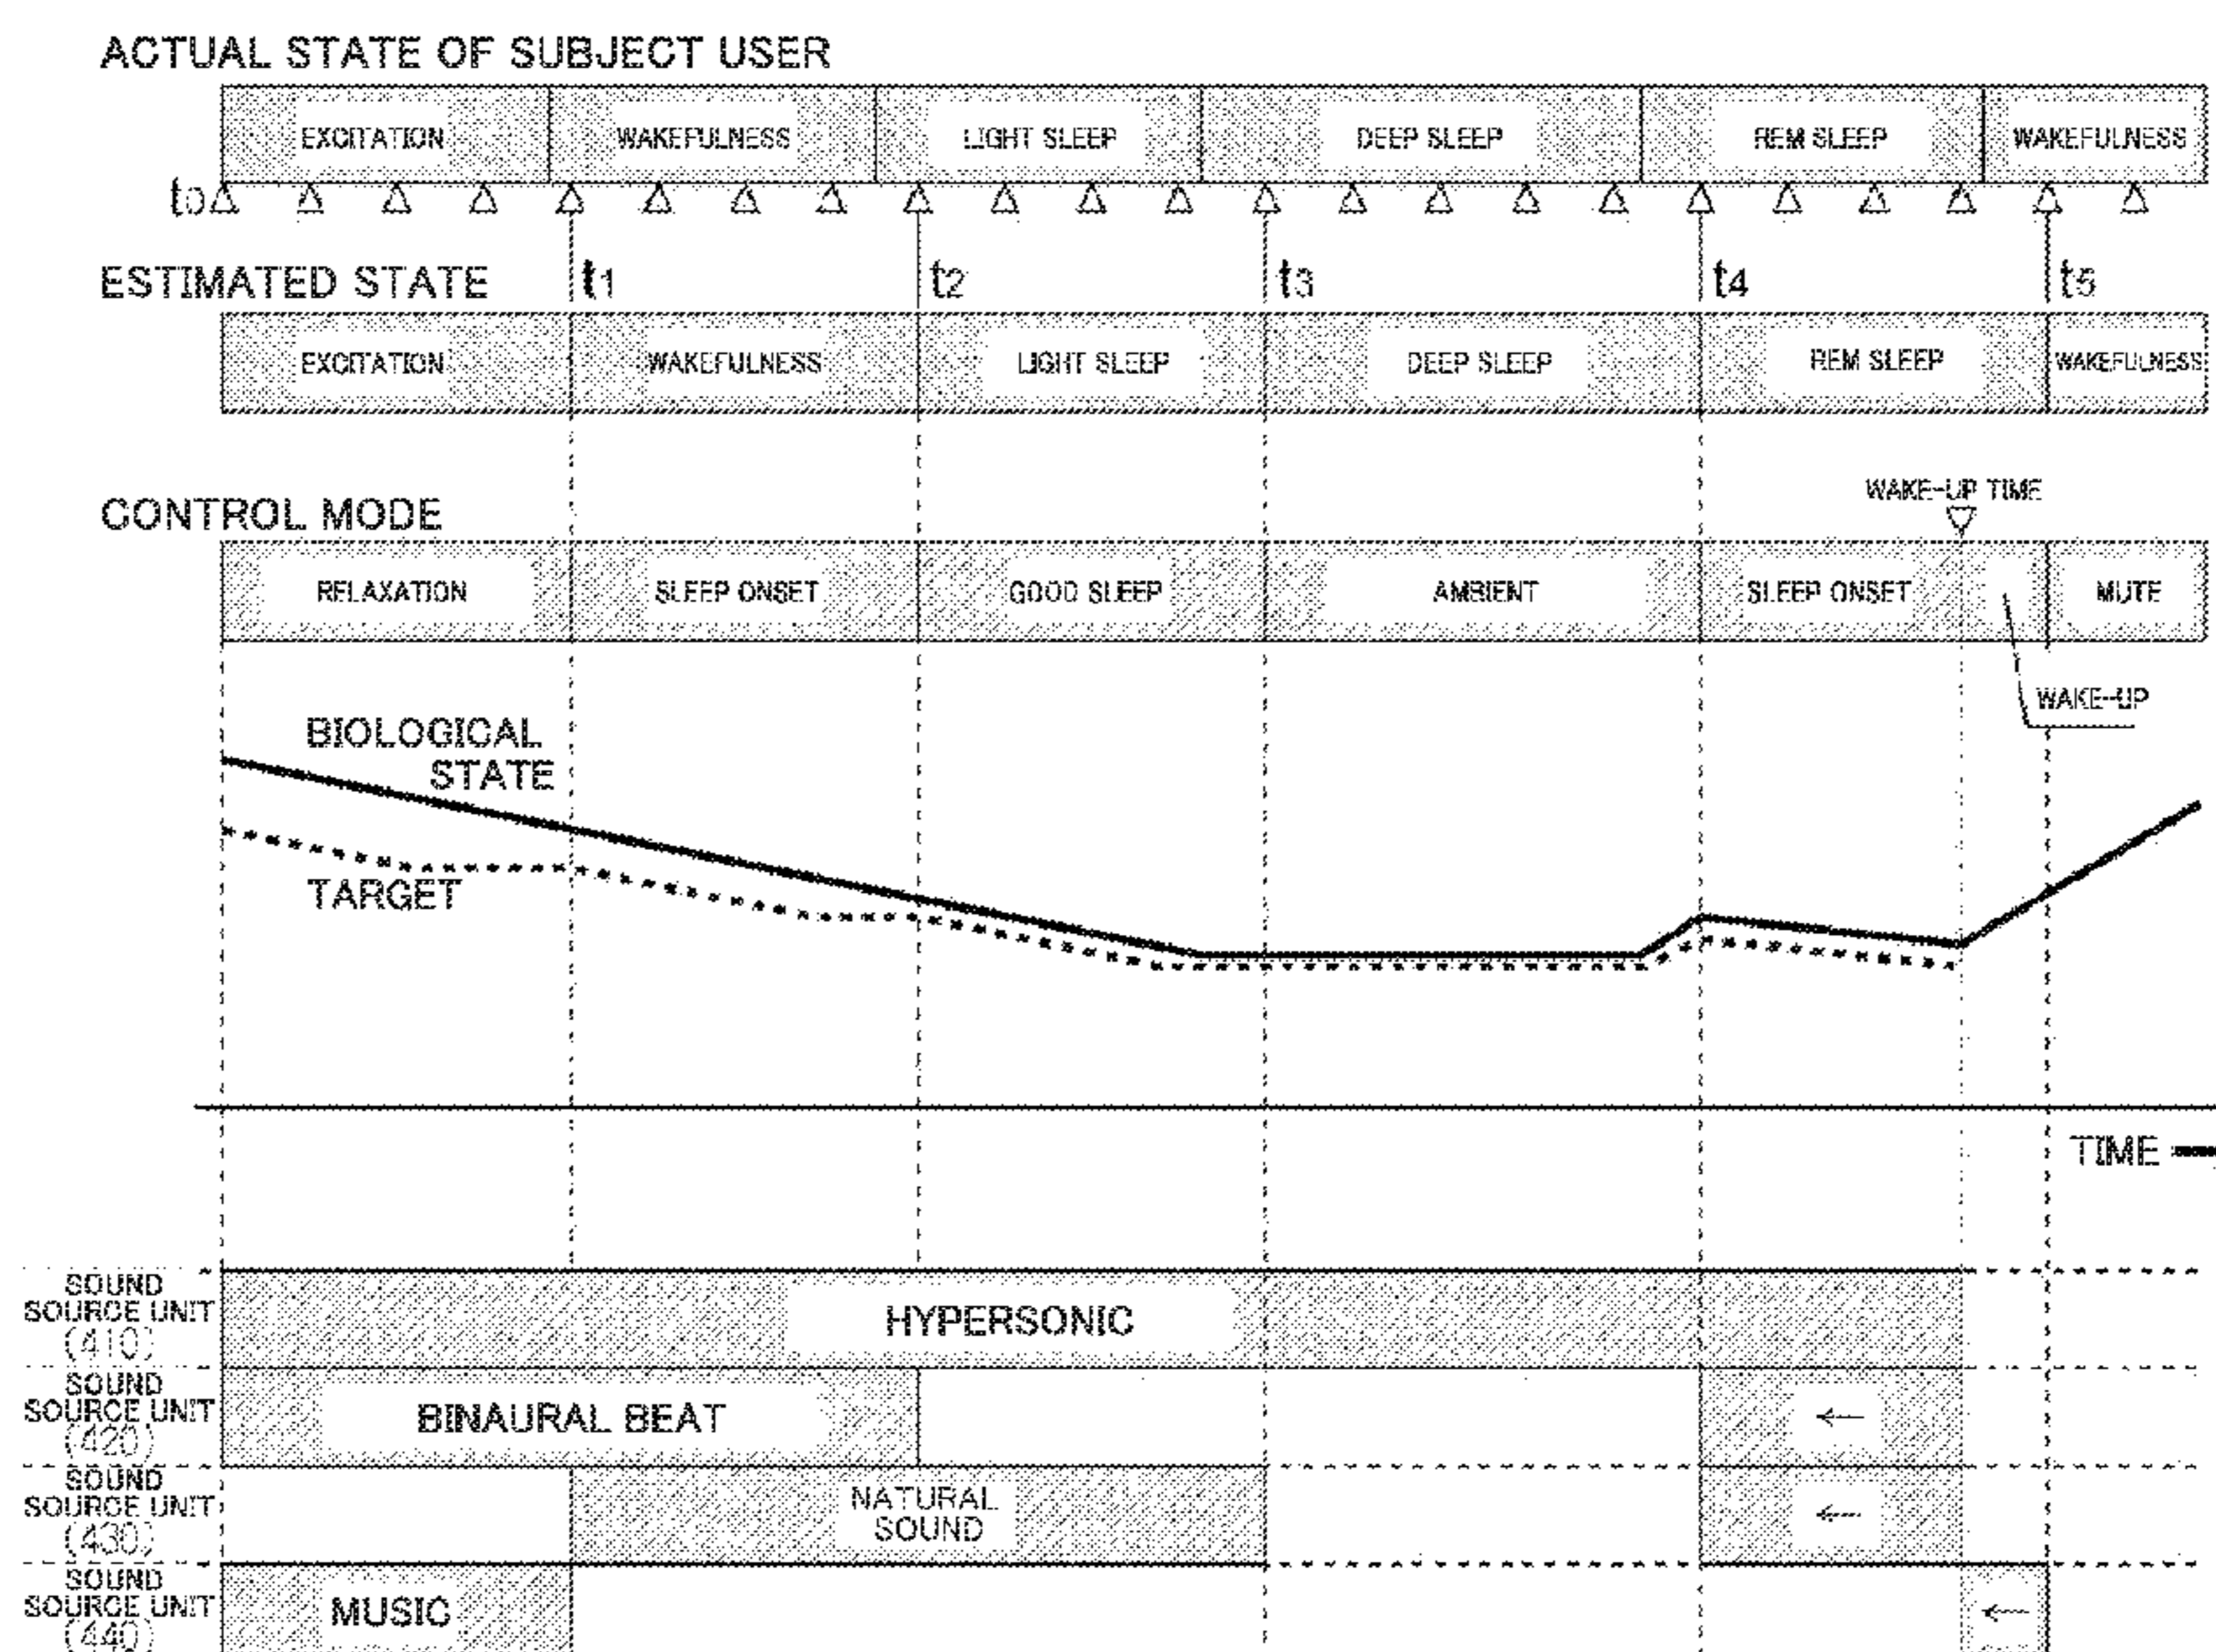 ACTUAL STATE OF SUBJECT USER
EXCITATION WAKEFULNESS LIGHT SLEEP DEEP SLEEP REM SLEEP WAKEFULNESS
t0
ESTIMATED STATE t1 t2 t3 t4 t5
EXCITATION WAKEFULNESS LIGHT SLEEP DEEP SLEEP REM SLEEP WAKEFULNESS
WAKE-UP TIME
CONTROL MODE
RELAXATION SLEEP ONSET GOOD SLEEP AMBIENT SLEEP ONSET MUTE
WAKE-UP
BIOLOGICAL
STATE
TARGET
TIME
SOUND
SOURCE UNIT
(410)
HYPERSONIC
SOUND
SOURCE UNIT
(420)
BINAURAL BEAT ←
SOUND
SOURCE UNIT
(430)
NATURAL
SOUND
←
SOUND
SOURCE UNIT
(440)
MUSIC ←